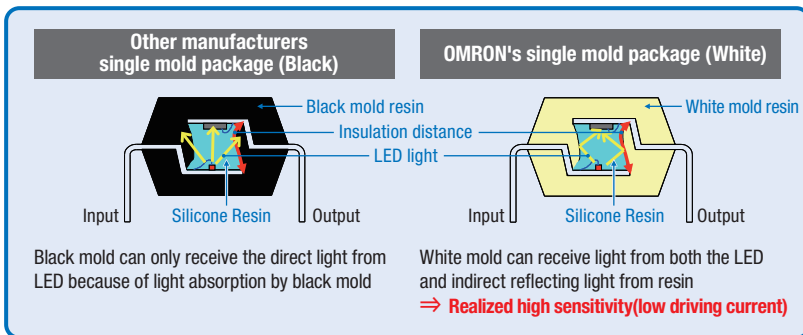 Other manufacturers
single mold package (Black)
Black mold resin
Insulation distance
LED light
Input
Silicone Resin
Output
Black mold can only receive the direct light from
LED because of light absorption by black mold
OMRON's single mold package (White)
White mold resin
Input
Silicone Resin
Output
White mold can receive light from both the LED
and indirect reflecting light from resin
⇒ Realized high sensitivity(low driving current)